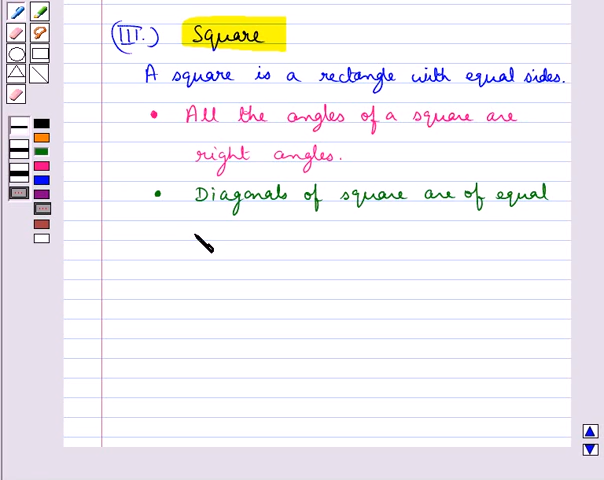 (III.) Square
A square is a rectangle with equal sides.
• All the angles of a square are
right angles.
• Diagonals of square are of equal